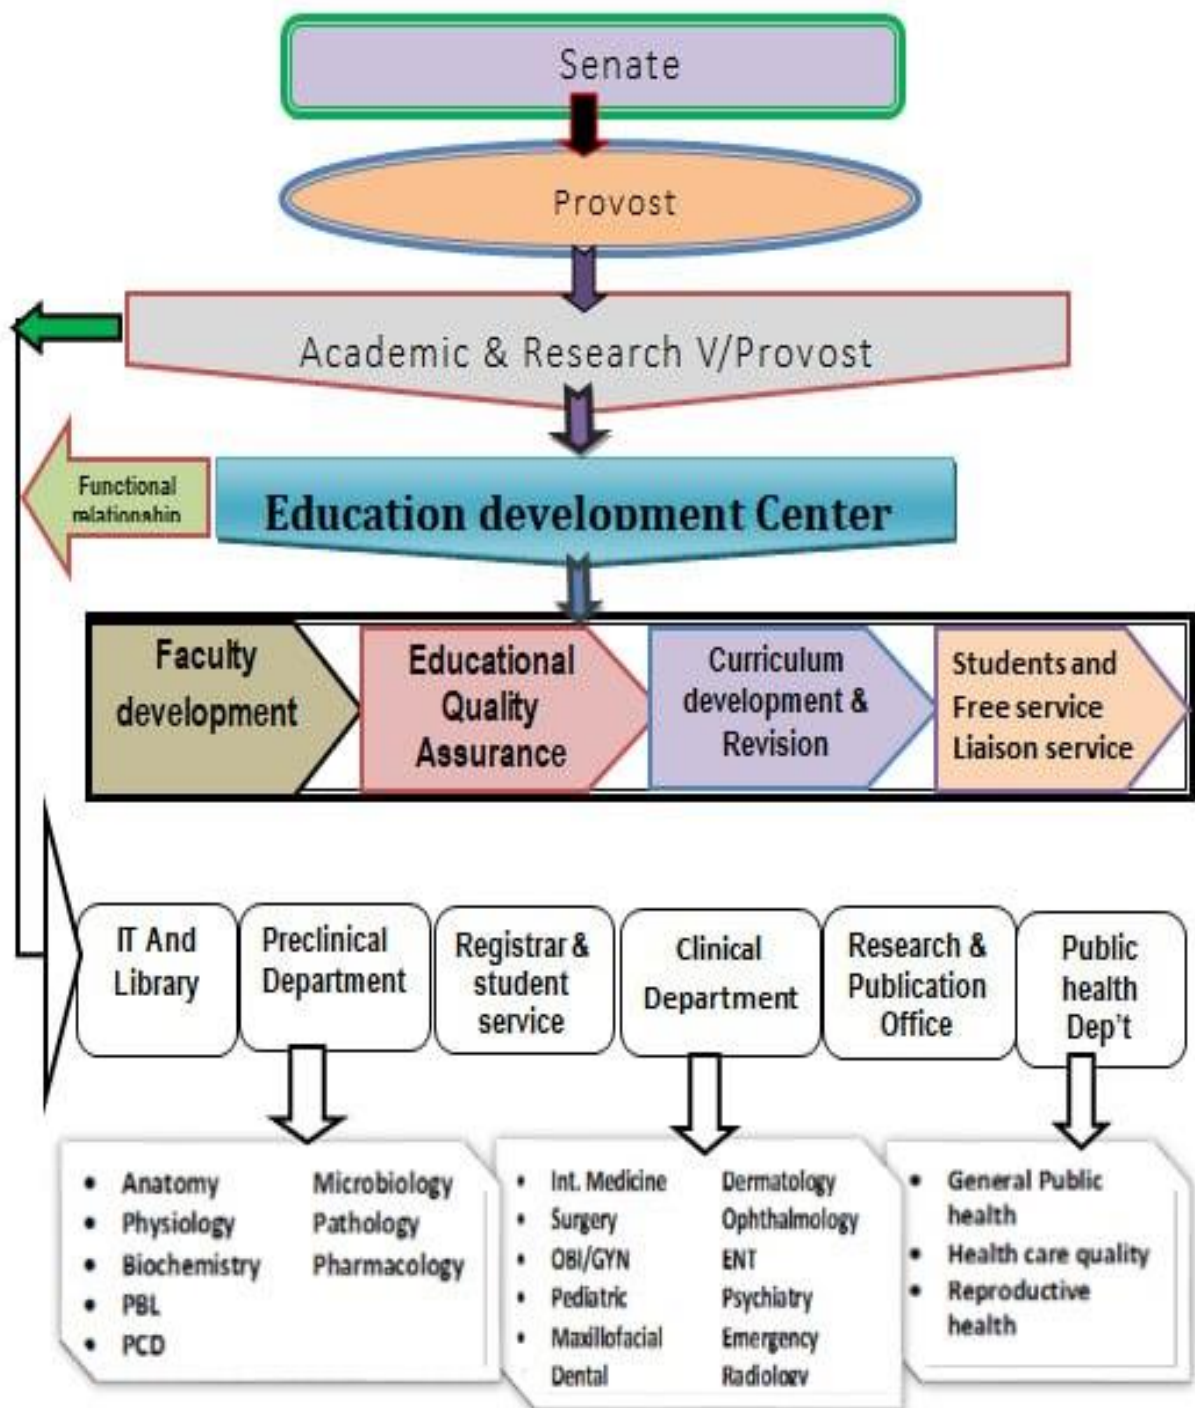 Senate
Provost
Academic & Research V/Provost
Functional
relationship
Education development Center
Faculty
development
Educational
Quality
Assurance
Curriculum
development &
Revision
Students and
Free service
Liaison service
IT And
Library
Preclinical
Department
Registrar &
student
service
Clinical
Department
Research &
Publication
Office
Public
health
Dep't
• Anatomy
• Physiology
• Biochemistry
• PBL
• PCD
Microbiology
Pathology
Pharmacology
• Int. Medicine
• Surgery
• OBI/GYN
• Pediatric
• Maxillofacial
Dental
Dermatology
Ophthalmology
ENT
Psychiatry
Emergency
Radiology
• General Public
health
• Health care quality
• Reproductive
health